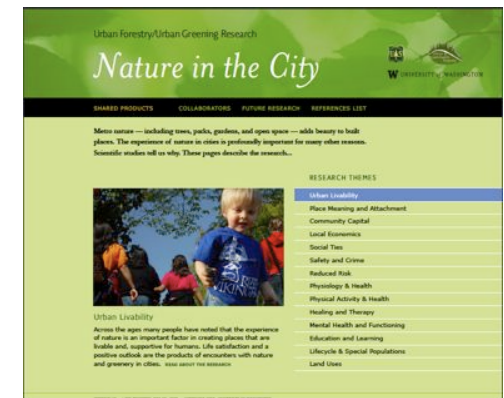 Urban Forestry/Urban Greening Research
Nature in the City
W UNIVERSITY of WASHINGTON
SHARED PRODUCTS COLLABORATORS FUTURE RESEARCH REFERENCES LIST
Metro nature — including trees, parks, gardens, and open space — adds beauty to built
places. The experience of nature in cities is profoundly important for many other reasons.
Scientific studies tell us why. These pages describe the research...
RESEARCH THEMES
Urban Livability
Place Meaning and Attachment
Community Capital
Local Economics
Social Ties
Safety and Crime
Reduced Risk
Physiology & Health
Physical Activity & Health
Healing and Therapy
Mental Health and Functioning
Education and Learning
Lifecycle & Special Populations
Land Uses
Urban Livability
Across the ages many people have noted that the experience
of nature is an important factor in creating places that are
livable and, supportive for humans. Life satisfaction and a
positive outlook are the products of encounters with nature
and greenery in cities. READ ABOUT THE RESEARCH